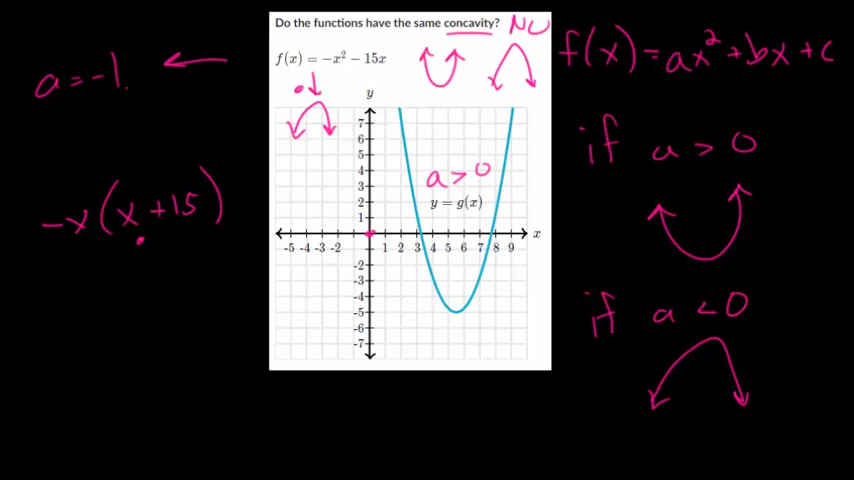 Do the functions have the same concavity? NO
f(x) = −x² − 15x
f(x) = ax² + bx + c
a = -1.
if a > 0
-x(x + 15)
a > 0
y = g(x)
if a < 0
y
7
6
5
4
3
2
1
-5 -4 -3 -2 1 2 3 4 5 6 7 8 9 x
-2
-3
-4
-5
-6
-7